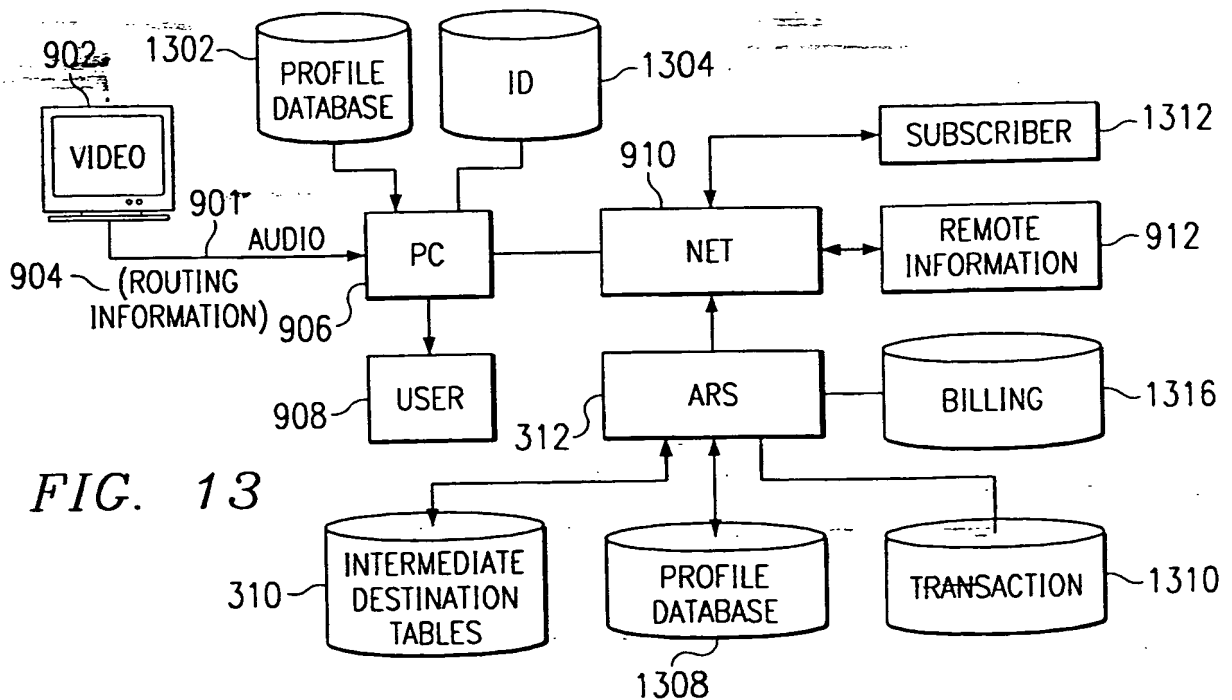 902
1302
PROFILE
DATABASE
ID
1304
VIDEO
SUBSCRIBER
1312
910
901
AUDIO
904
(ROUTING
INFORMATION)
PC
906
NET
REMOTE
INFORMATION
912
USER
908
ARS
312
BILLING
1316
FIG. 13
INTERMEDIATE
DESTINATION
TABLES
310
PROFILE
DATABASE
1308
TRANSACTION
1310